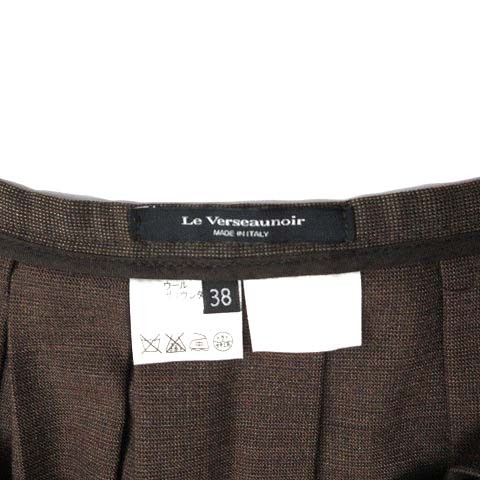 Le Verseaunoir
MADE IN ITALY
ウール
38